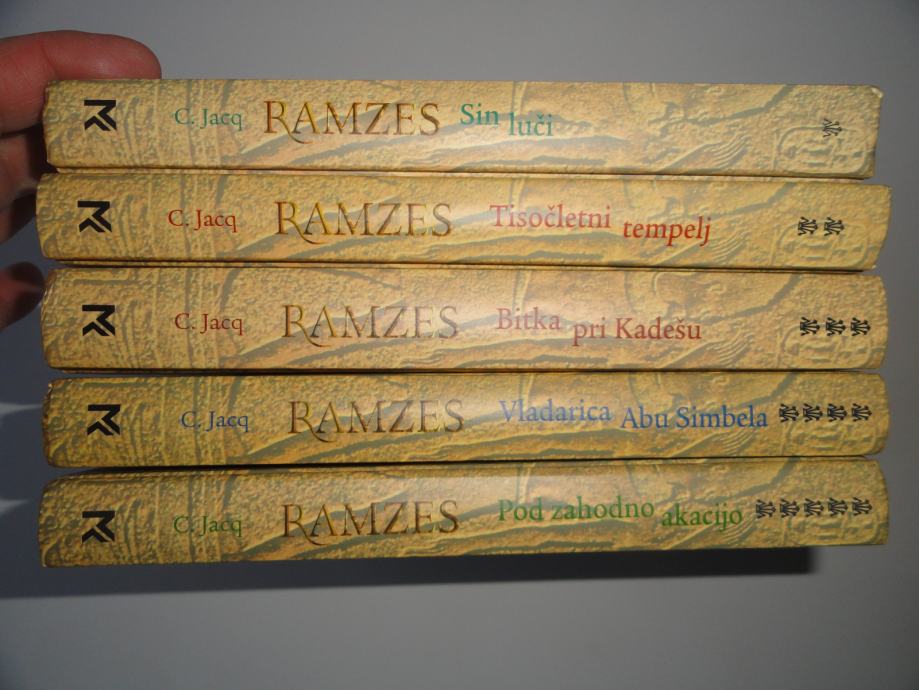 C. Jacq RAMZES Sin luči
C. Jacq RAMZES Tisočletni tempelj
C. Jacq RAMZES Bitka pri Kadešu
C. Jacq RAMZES Vladarica Abu Simbela
C. Jacq RAMZES Pod zahodno akacijo